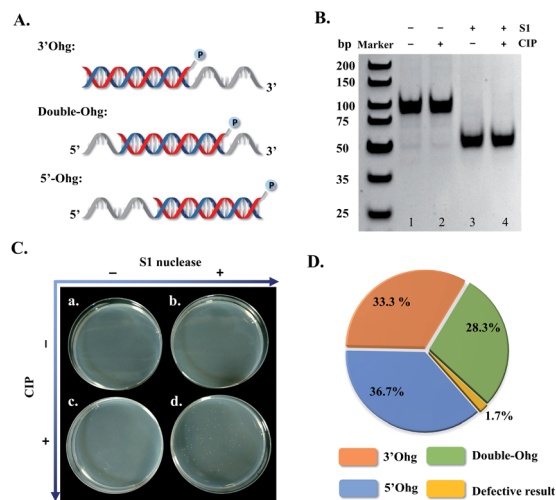 A.
3'Ohg:
P
3'
Double-Ohg:
P
5'
3'
5'-Ohg:
P
5'
B.
– – + + S1
bp Marker – + – + CIP
200
150
100
75
50
35
25
1 2 3 4
C.
S1 nuclease
– +
CIP
–
+
a. b.
c. d.
D.
33.3 %
28.3%
36.7%
1.7%
3'Ohg Double-Ohg
5'Ohg Defective result